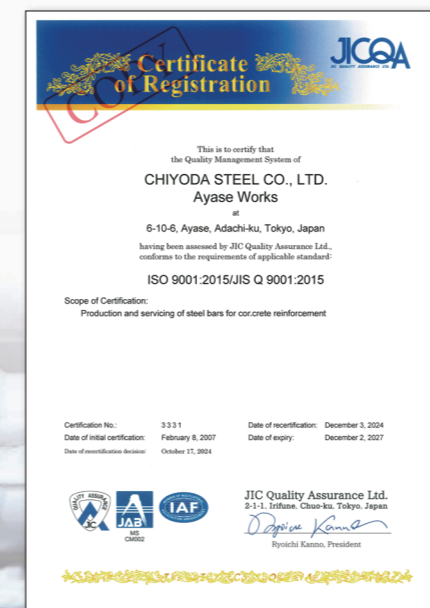 COPY
Certificate
of Registration
JICQA
JIC QUALITY ASSURANCE LTD.
This is to certify that
the Quality Management System of
CHIYODA STEEL CO., LTD.
Ayase Works
at
6-10-6, Ayase, Adachi-ku, Tokyo, Japan
having been assessed by JIC Quality Assurance Ltd.,
conforms to the requirements of applicable standard:
ISO 9001:2015/JIS Q 9001:2015
Scope of Certification:
Production and servicing of steel bars for cor.crete reinforcement
Certification No.: 3331 Date of recertification: December 3, 2024
Date of initial certification: February 8, 2007 Date of expiry: December 2, 2027
Date of recertification decision: October 17, 2024
QUALITY ASSURANCE
JIC
JAB
MS
CM002
IAF
JIC Quality Assurance Ltd.
2-1-1, Irifune, Chuo-ku, Tokyo, Japan
Ryoichi Kanno
Ryoichi Kanno, President